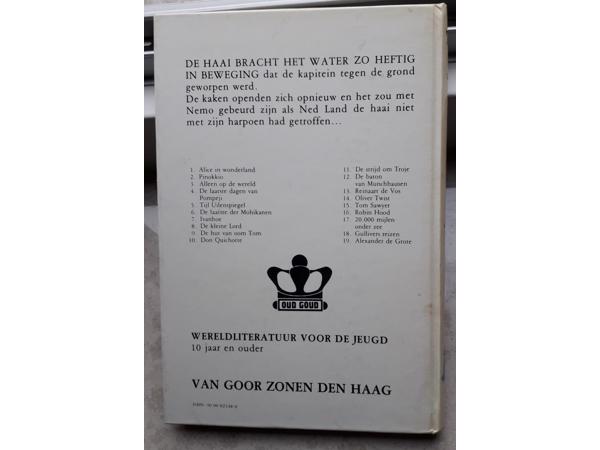 DE HAAI BRACHT HET WATER ZO HEFTIG
IN BEWEGING dat de kapitein tegen de grond
geworpen werd.
De kaken openden zich opnieuw en het zou met
Nemo gebeurd zijn als Ned Land de haai niet
met zijn harpoen had getroffen...
1. Alice in wonderland
2. Pinokkio
3. Alleen op de wereld
4. De laatste dagen van
Pompeji
5. Tijl Uilenspiegel
6. De laatste der Mohikanen
7. Ivanhoe
8. De kleine Lord
9. De hut van oom Tom
10. Don Quichotte
11. De strijd om Troje
12. De baron
van Munchhausen
13. Reinaart de Vos
14. Oliver Twist
15. Tom Sawyer
16. Robin Hood
17. 20.000 mijlen
onder zee
18. Gullivers reizen
19. Alexander de Grote
OUD GOUD
WERELDLITERATUUR VOOR DE JEUGD
10 jaar en ouder
VAN GOOR ZONEN DEN HAAG
ISBN